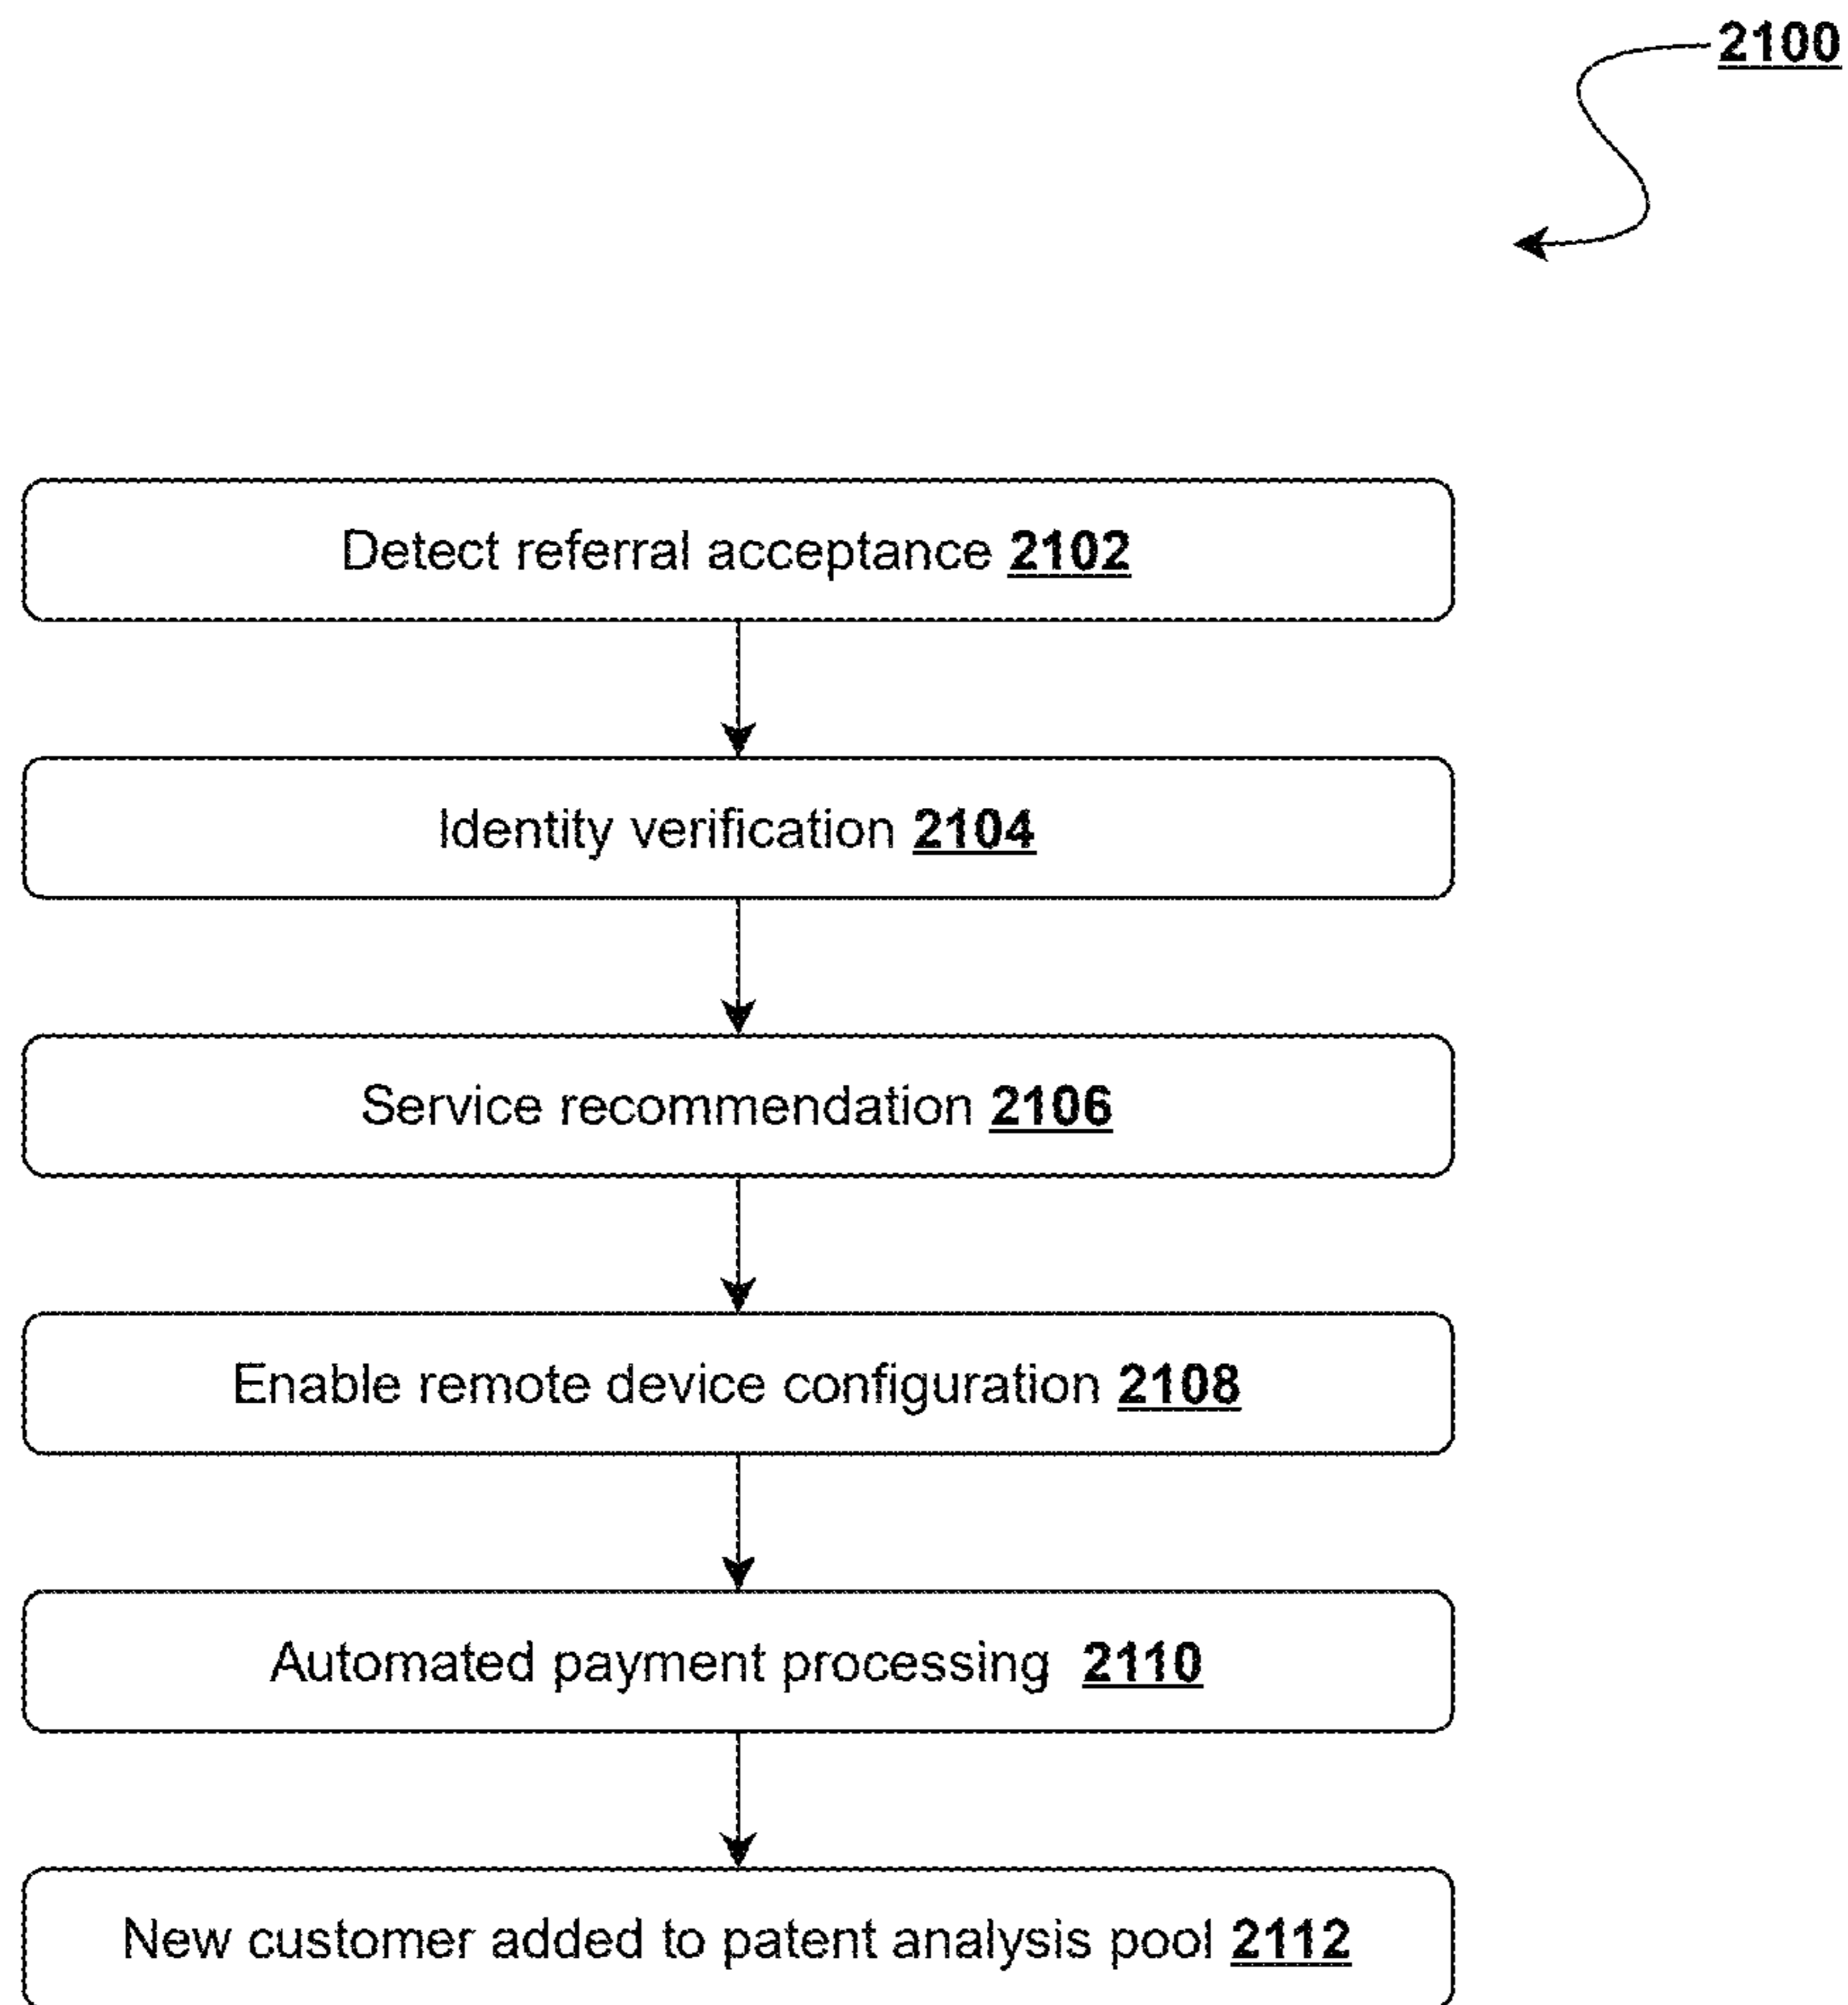 2100
Detect referral acceptance 2102
Identity verification 2104
Service recommendation 2106
Enable remote device configuration 2108
Automated payment processing 2110
New customer added to patent analysis pool 2112